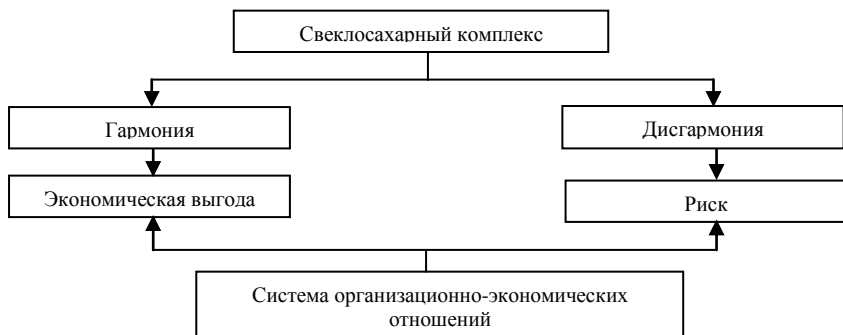 Свеклосахарный комплекс
Гармония
Дисгармония
Экономическая выгода
Риск
Система организационно-экономических
отношений